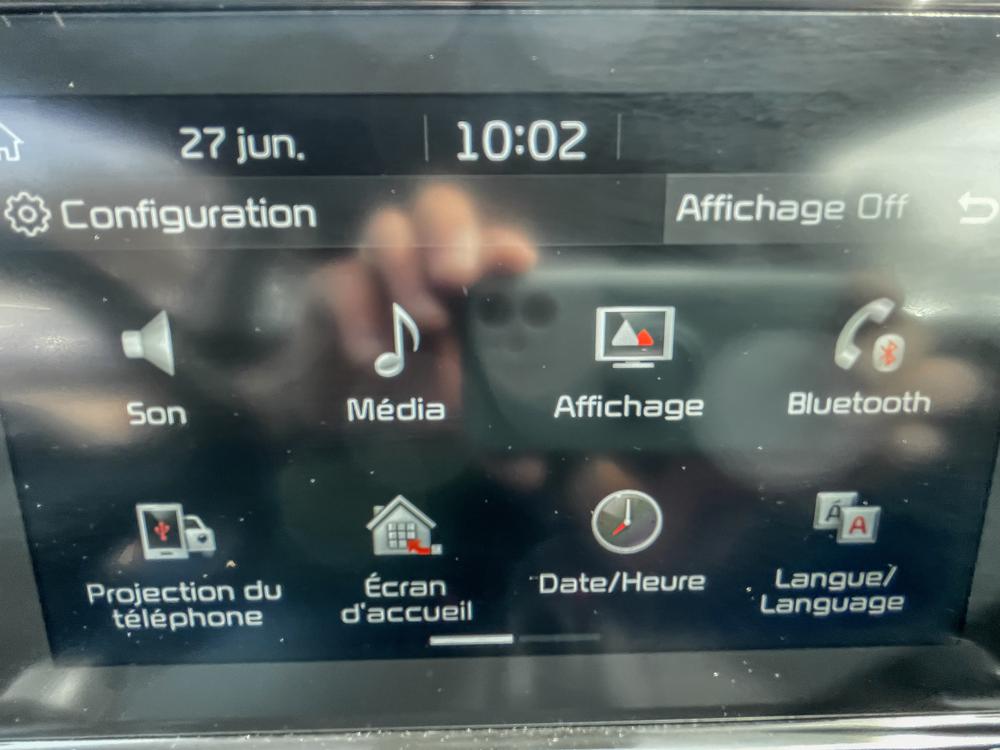 27 jun.
10:02
Configuration
Affichage Off
Son
Média
Affichage
Bluetooth
Projection du
téléphone
Écran
d'accueil
Date/Heure
Langue/
Language
A
A